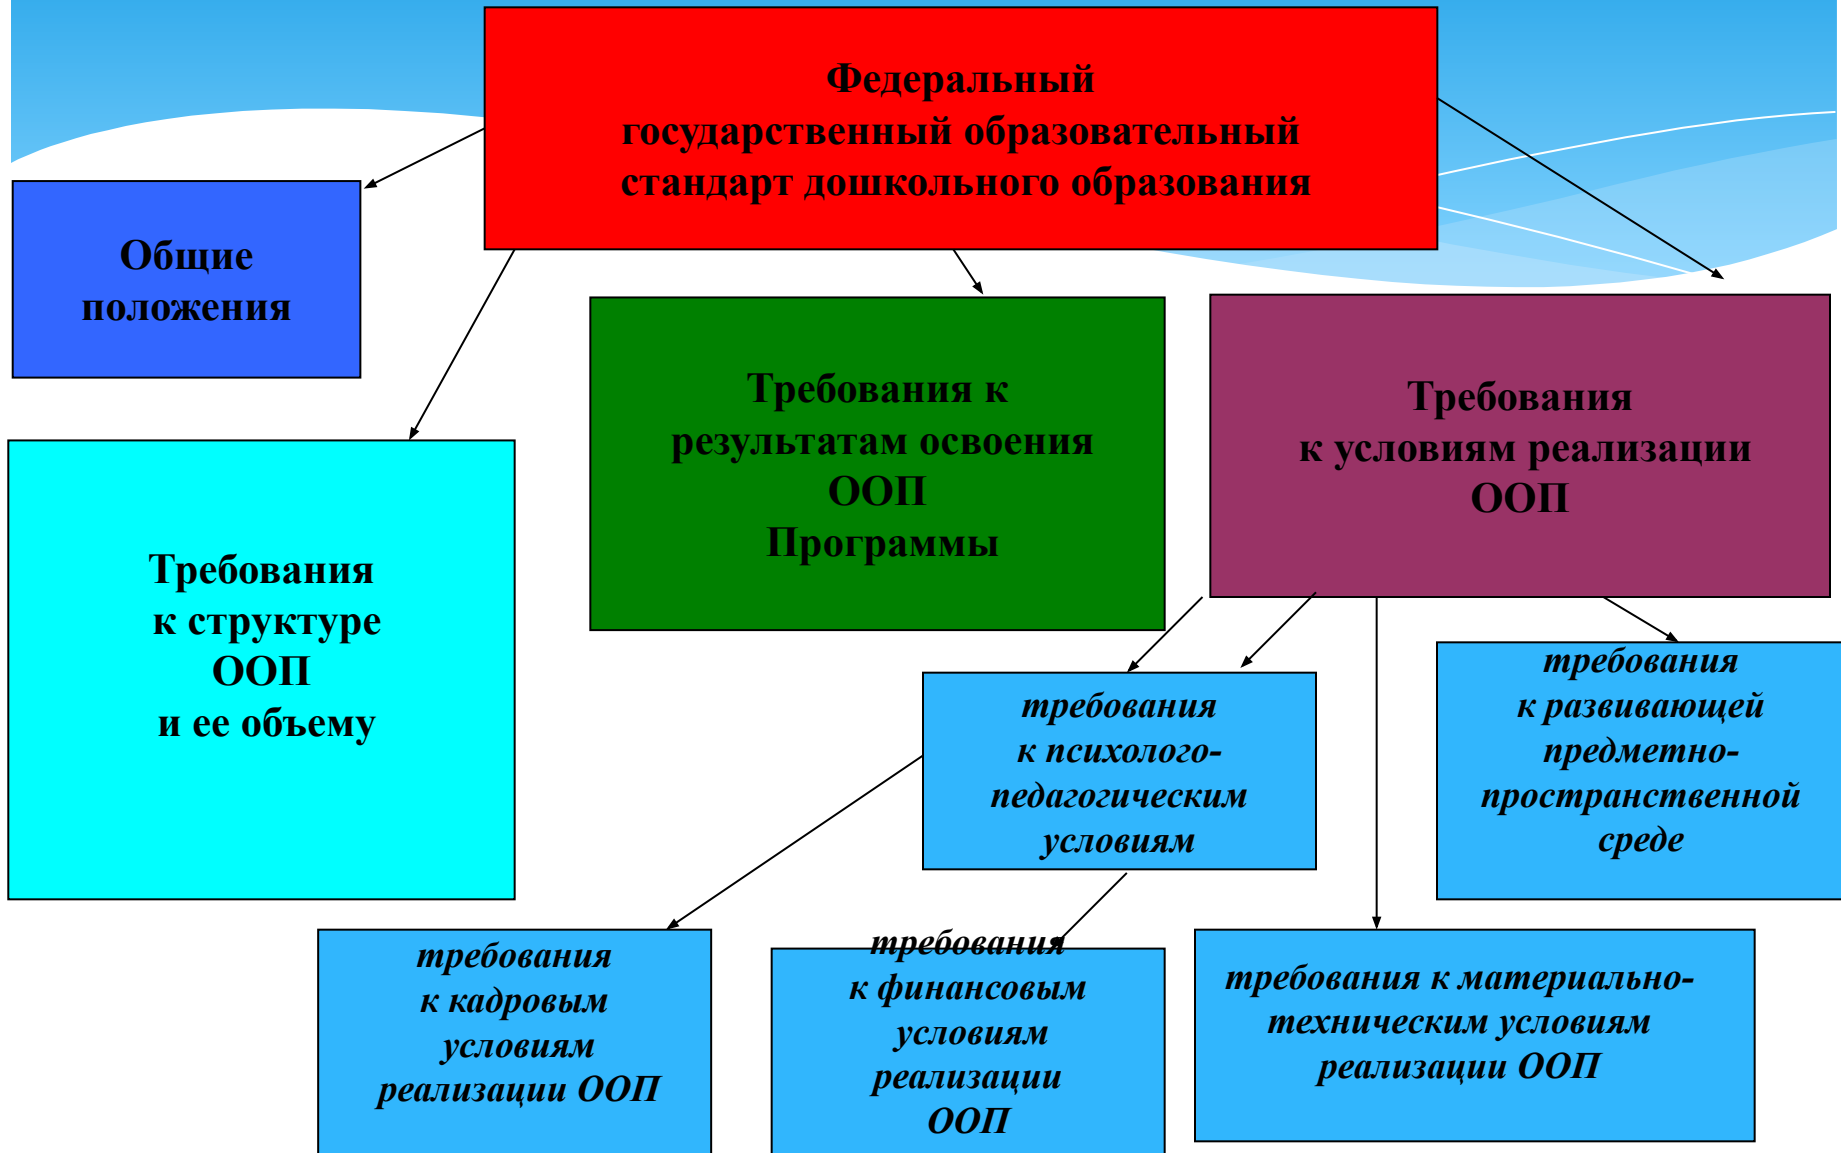 Федеральный
государственный образовательный
стандарт дошкольного образования
Общие
положения
Требования к
результатам освоения
ООП
Программы
Требования
к условиям реализации
ООП
Требования
к структуре
ООП
и ее объему
требования
к психолого-
педагогическим
условиям
требования
к развивающей
предметно-
пространственной
среде
требования
к кадровым
условиям
реализации ООП
требования
к финансовым
условиям
реализации
ООП
требования к материально-
техническим условиям
реализации ООП